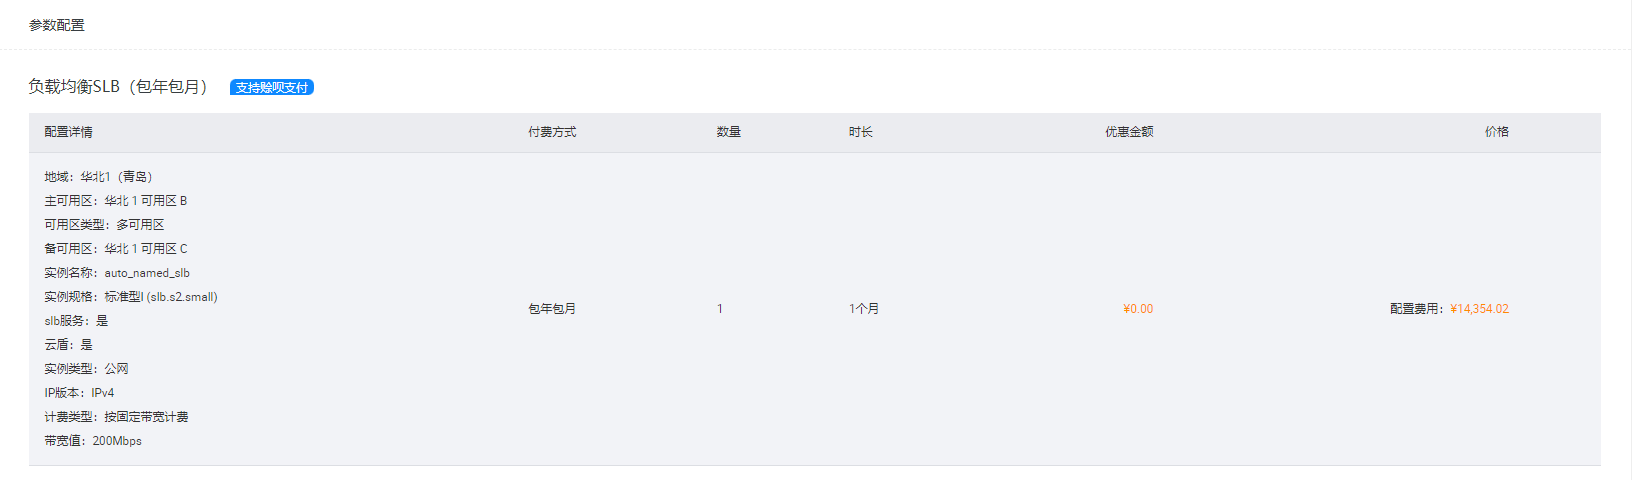 参数配置
负载均衡SLB（包年包月） 支持赊呗支付
配置详情 付费方式 数量 时长 优惠金额 价格
地域：华北1（青岛）
主可用区：华北 1 可用区 B
可用区类型：多可用区
备可用区：华北 1 可用区 C
实例名称：auto_named_slb
实例规格：标准型I (slb.s2.small)
slb服务：是
云盾：是
实例类型：公网
IP版本：IPv4
计费类型：按固定带宽计费
带宽值：200Mbps
包年包月 1 1个月 ¥0.00 配置费用：¥14,354.02